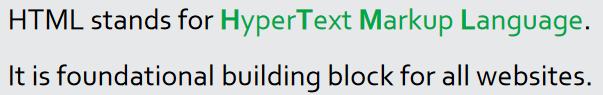 HTML stands for HyperText Markup Language.
It is foundational building block for all websites.